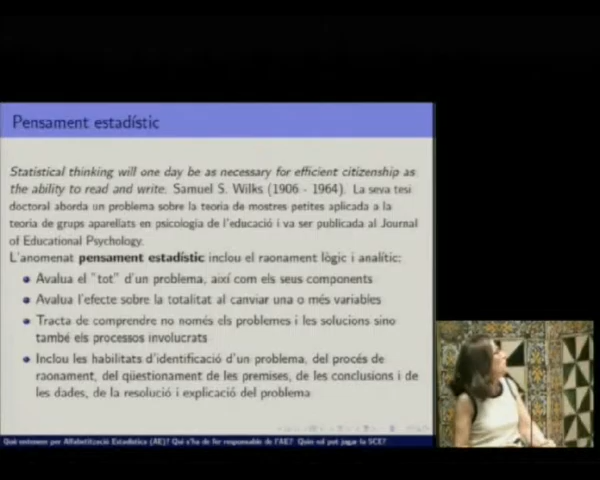 Pensament estadístic
Statistical thinking will one day be as necessary for efficient citizenship as
the ability to read and write. Samuel S. Wilks (1906 - 1964). La seva tesi
doctoral aborda un problema sobre la teoria de mostres petites aplicada a la
teoria de grups aparellats en psicologia de l'educació i va ser publicada al Journal
of Educational Psychology.
L'anomenat pensament estadístic inclou el raonament lògic i analític:
Avalua el "tot" d'un problema, així com els seus components
Avalua l'efecte sobre la totalitat al canviar una o més variables
Tracta de comprendre no només els problemes i les solucions sino
també els processos involucrats
Inclou les habilitats d'identificació d'un problema, del procés de
raonament, del qüestionament de les premises, de les conclusions i de
les dades, de la resolució i explicació del problema
Què entonem per Alfabetització Estadística (AE)? Qui s'ha de fer responsable de l'AE? Quin rol pot jugar la SCE?